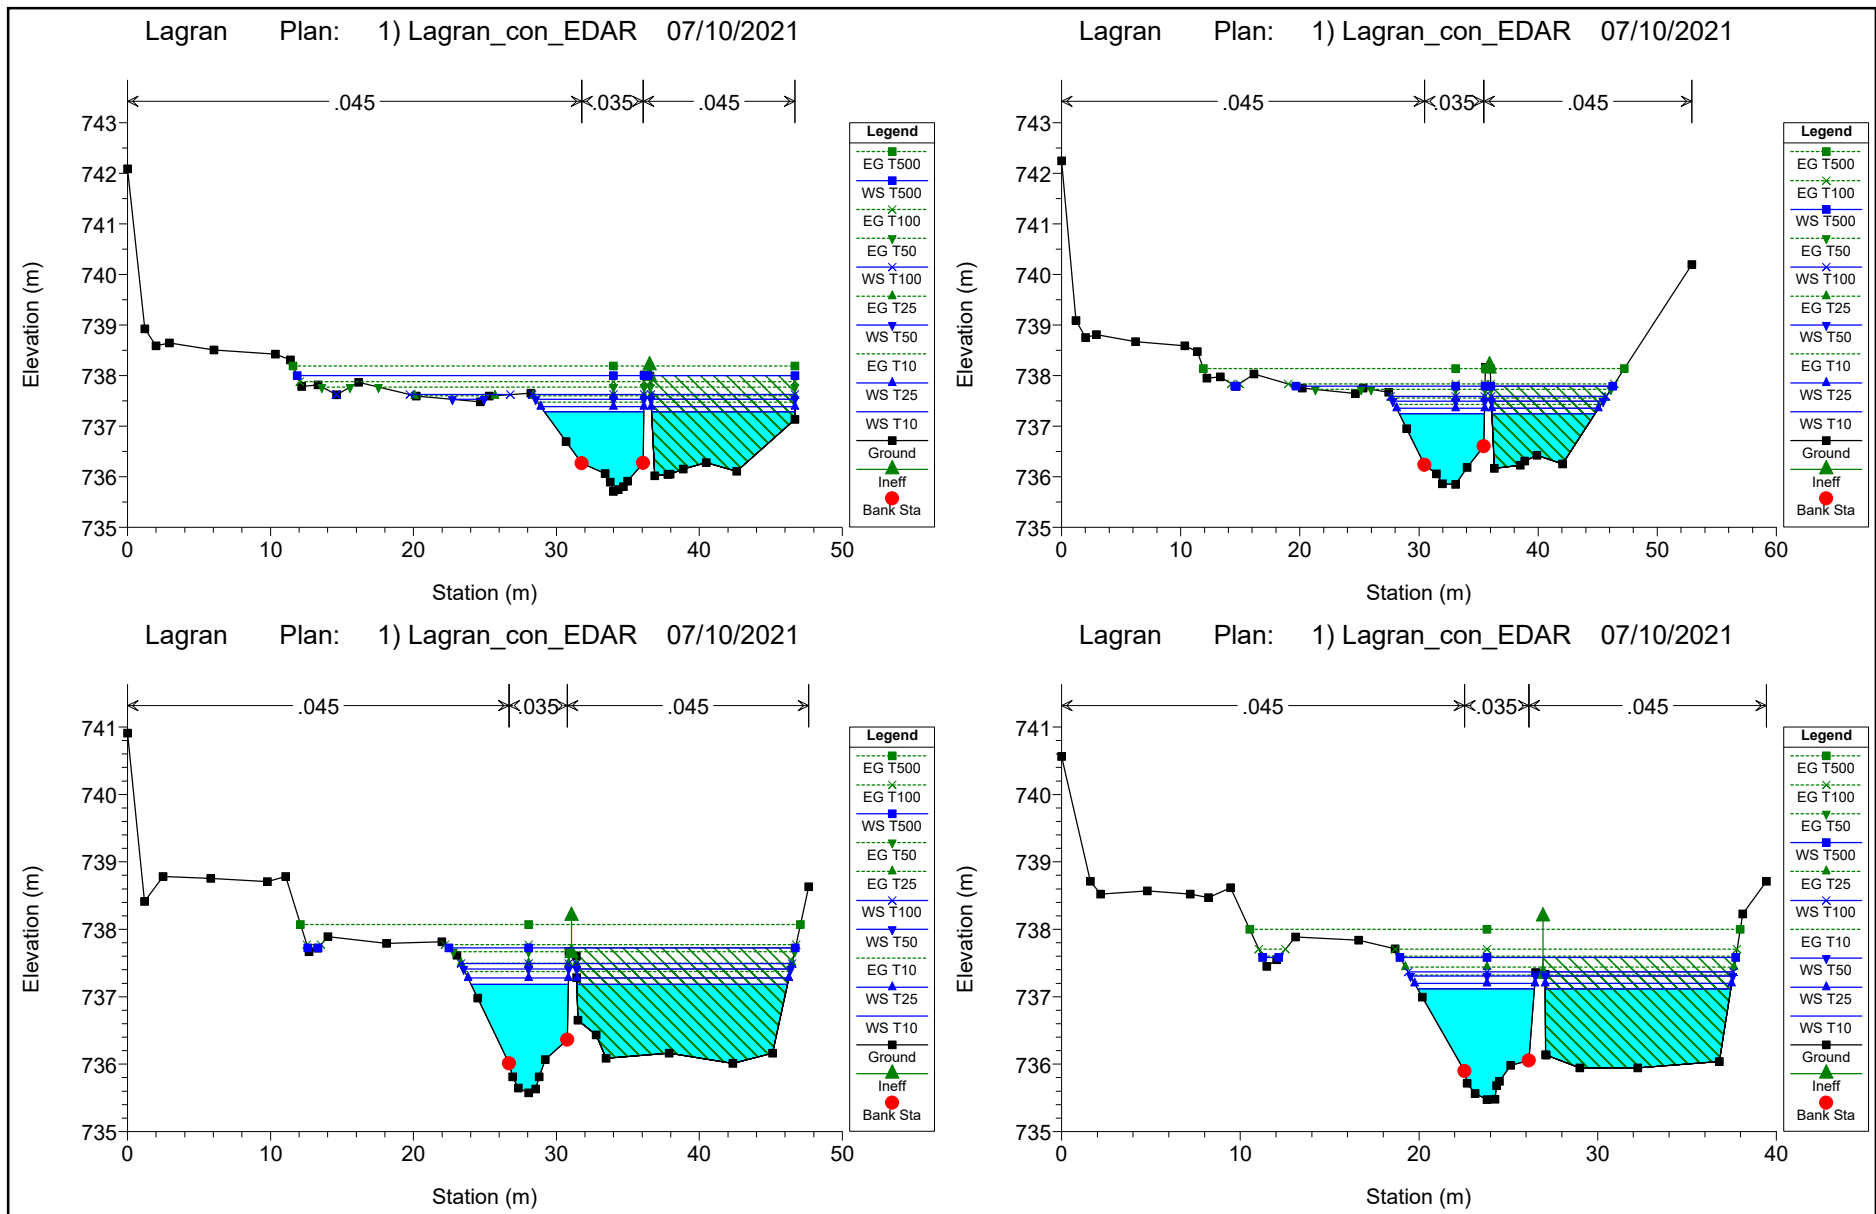 Lagran Plan: 1) Lagran_con_EDAR 07/10/2021
.045 .035 .045
743
742
741
740
739
738
737
736
735
0 10 20 30 40 50
Station (m)
Elevation (m)
Legend
EG T500
WS T500
EG T100
EG T50
WS T100
EG T25
WS T50
EG T10
WS T25
WS T10
Ground
Ineff
Bank Sta
Lagran Plan: 1) Lagran_con_EDAR 07/10/2021
.045 .035 .045
743
742
741
740
739
738
737
736
735
0 10 20 30 40 50 60
Station (m)
Elevation (m)
Legend
EG T500
EG T100
WS T500
EG T50
WS T100
EG T25
WS T50
EG T10
WS T25
WS T10
Ground
Ineff
Bank Sta
Lagran Plan: 1) Lagran_con_EDAR 07/10/2021
.045 .035 .045
741
740
739
738
737
736
735
0 10 20 30 40 50
Station (m)
Elevation (m)
Legend
EG T500
EG T100
WS T500
EG T50
EG T25
WS T100
WS T50
EG T10
WS T25
WS T10
Ground
Ineff
Bank Sta
Lagran Plan: 1) Lagran_con_EDAR 07/10/2021
.045 .035 .045
741
740
739
738
737
736
735
0 10 20 30 40
Station (m)
Elevation (m)
Legend
EG T500
EG T100
EG T50
WS T500
EG T25
WS T100
EG T10
WS T50
WS T25
WS T10
Ground
Ineff
Bank Sta